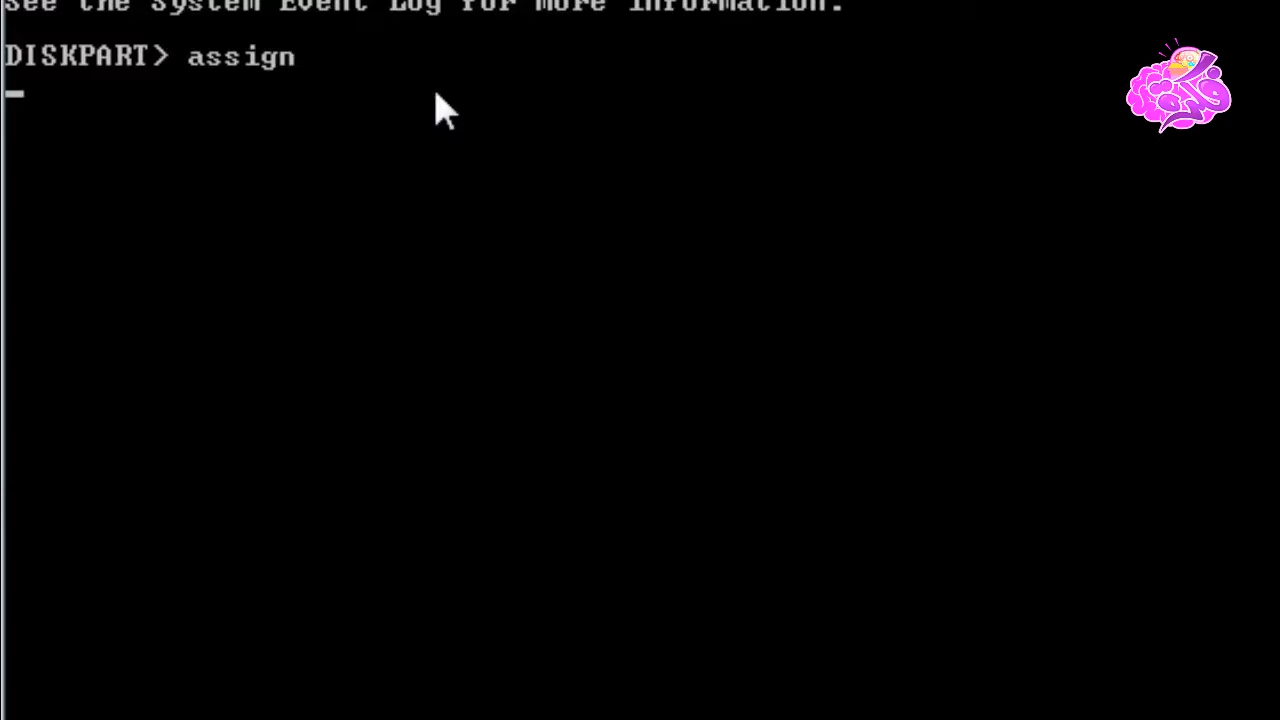 see the System Event Log for more information.
DISKPART> assign